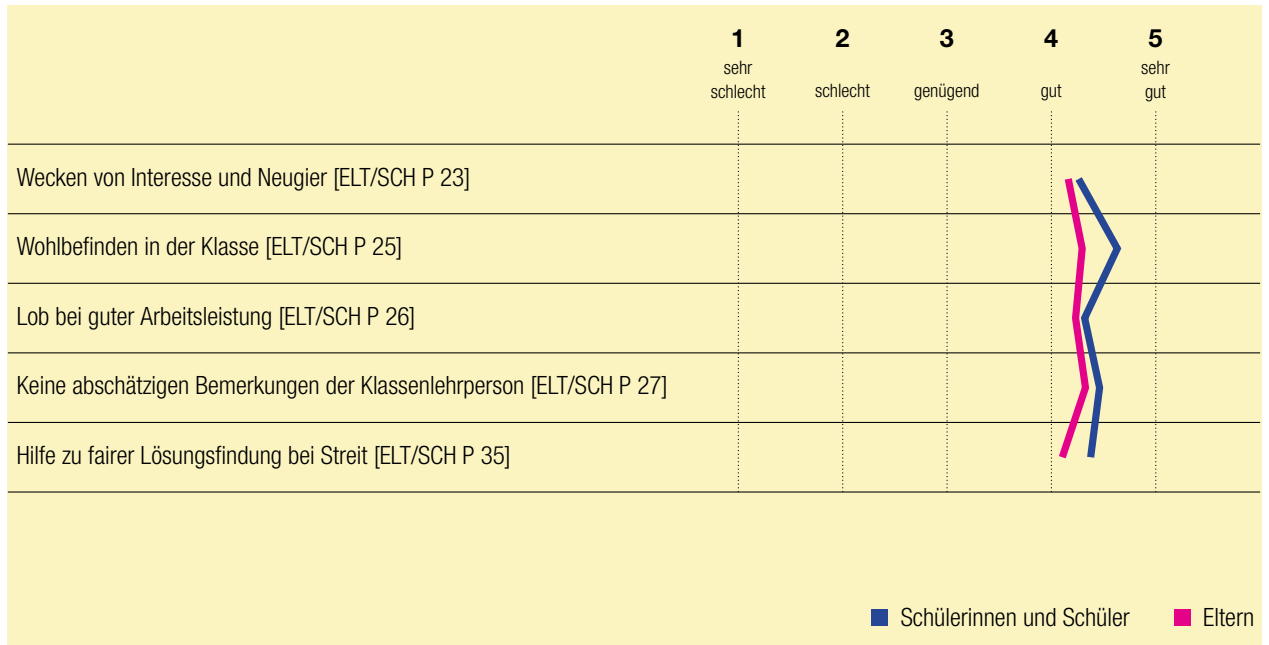 1 2 3 4 5
sehr schlecht schlecht genügend gut sehr gut
Wecken von Interesse und Neugier [ELT/SCH P 23]
Wohlbefinden in der Klasse [ELT/SCH P 25]
Lob bei guter Arbeitsleistung [ELT/SCH P 26]
Keine abschätzigen Bemerkungen der Klassenlehrperson [ELT/SCH P 27]
Hilfe zu fairer Lösungsfindung bei Streit [ELT/SCH P 35]
Schülerinnen und Schüler Eltern